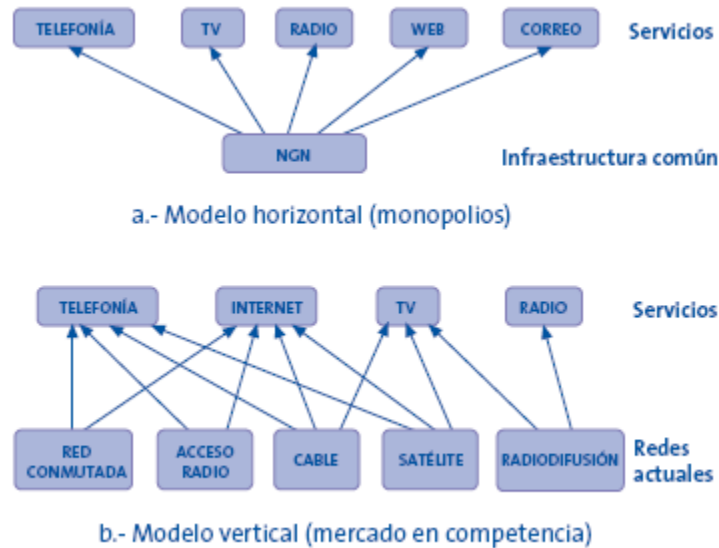 TELEFONÍA TV RADIO WEB CORREO Servicios
NGN
Infraestructura común
a.- Modelo horizontal (monopolios)
TELEFONÍA INTERNET TV RADIO Servicios
RED CONMUTADA ACCESO RADIO CABLE SATÉLITE RADIODIFUSIÓN Redes actuales
b.- Modelo vertical (mercado en competencia)